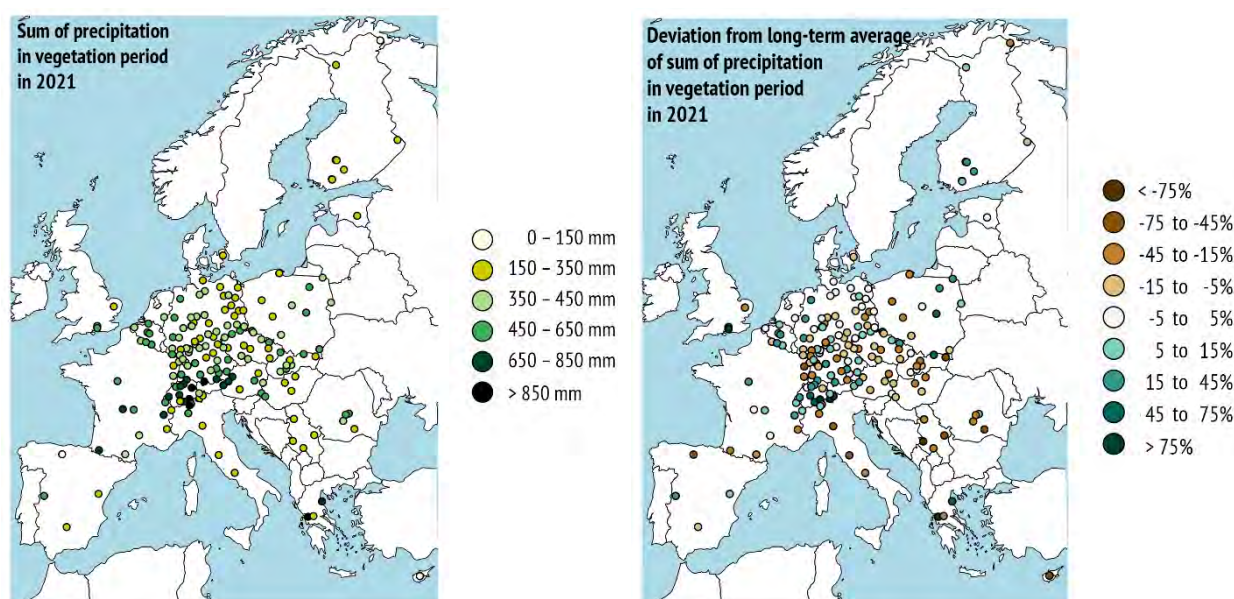 Sum of precipitation
in vegetation period
in 2021
0 – 150 mm
150 – 350 mm
350 – 450 mm
450 – 650 mm
650 – 850 mm
> 850 mm
Deviation from long-term average
of sum of precipitation
in vegetation period
in 2021
< -75%
-75 to -45%
-45 to -15%
-15 to -5%
-5 to 5%
5 to 15%
15 to 45%
45 to 75%
> 75%